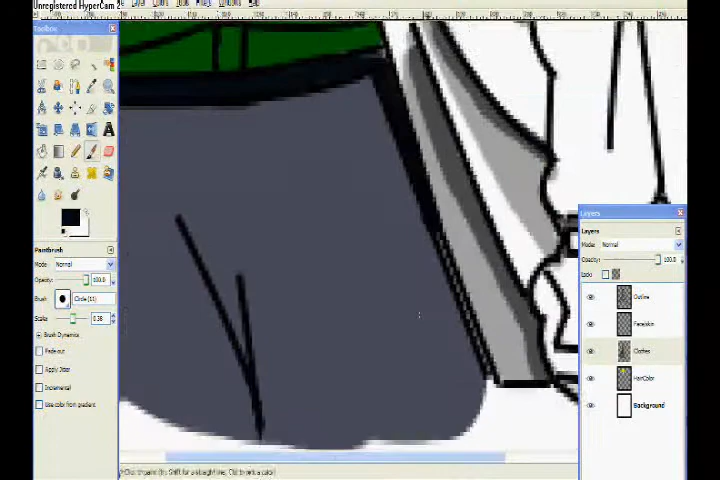 Unregistered HyperCam 2
Toolbox
Paintbrush
Mode: Normal
Opacity: 100.0
Brush Circle (11)
Scale: 0.38
Brush Dynamics
Fade out
Apply Jitter
Incremental
Use color from gradient
Layers
Layers
Mode: Normal
Opacity: 100.0
Lock:
Outline
Face/skin
Clothes
HairColor
Background